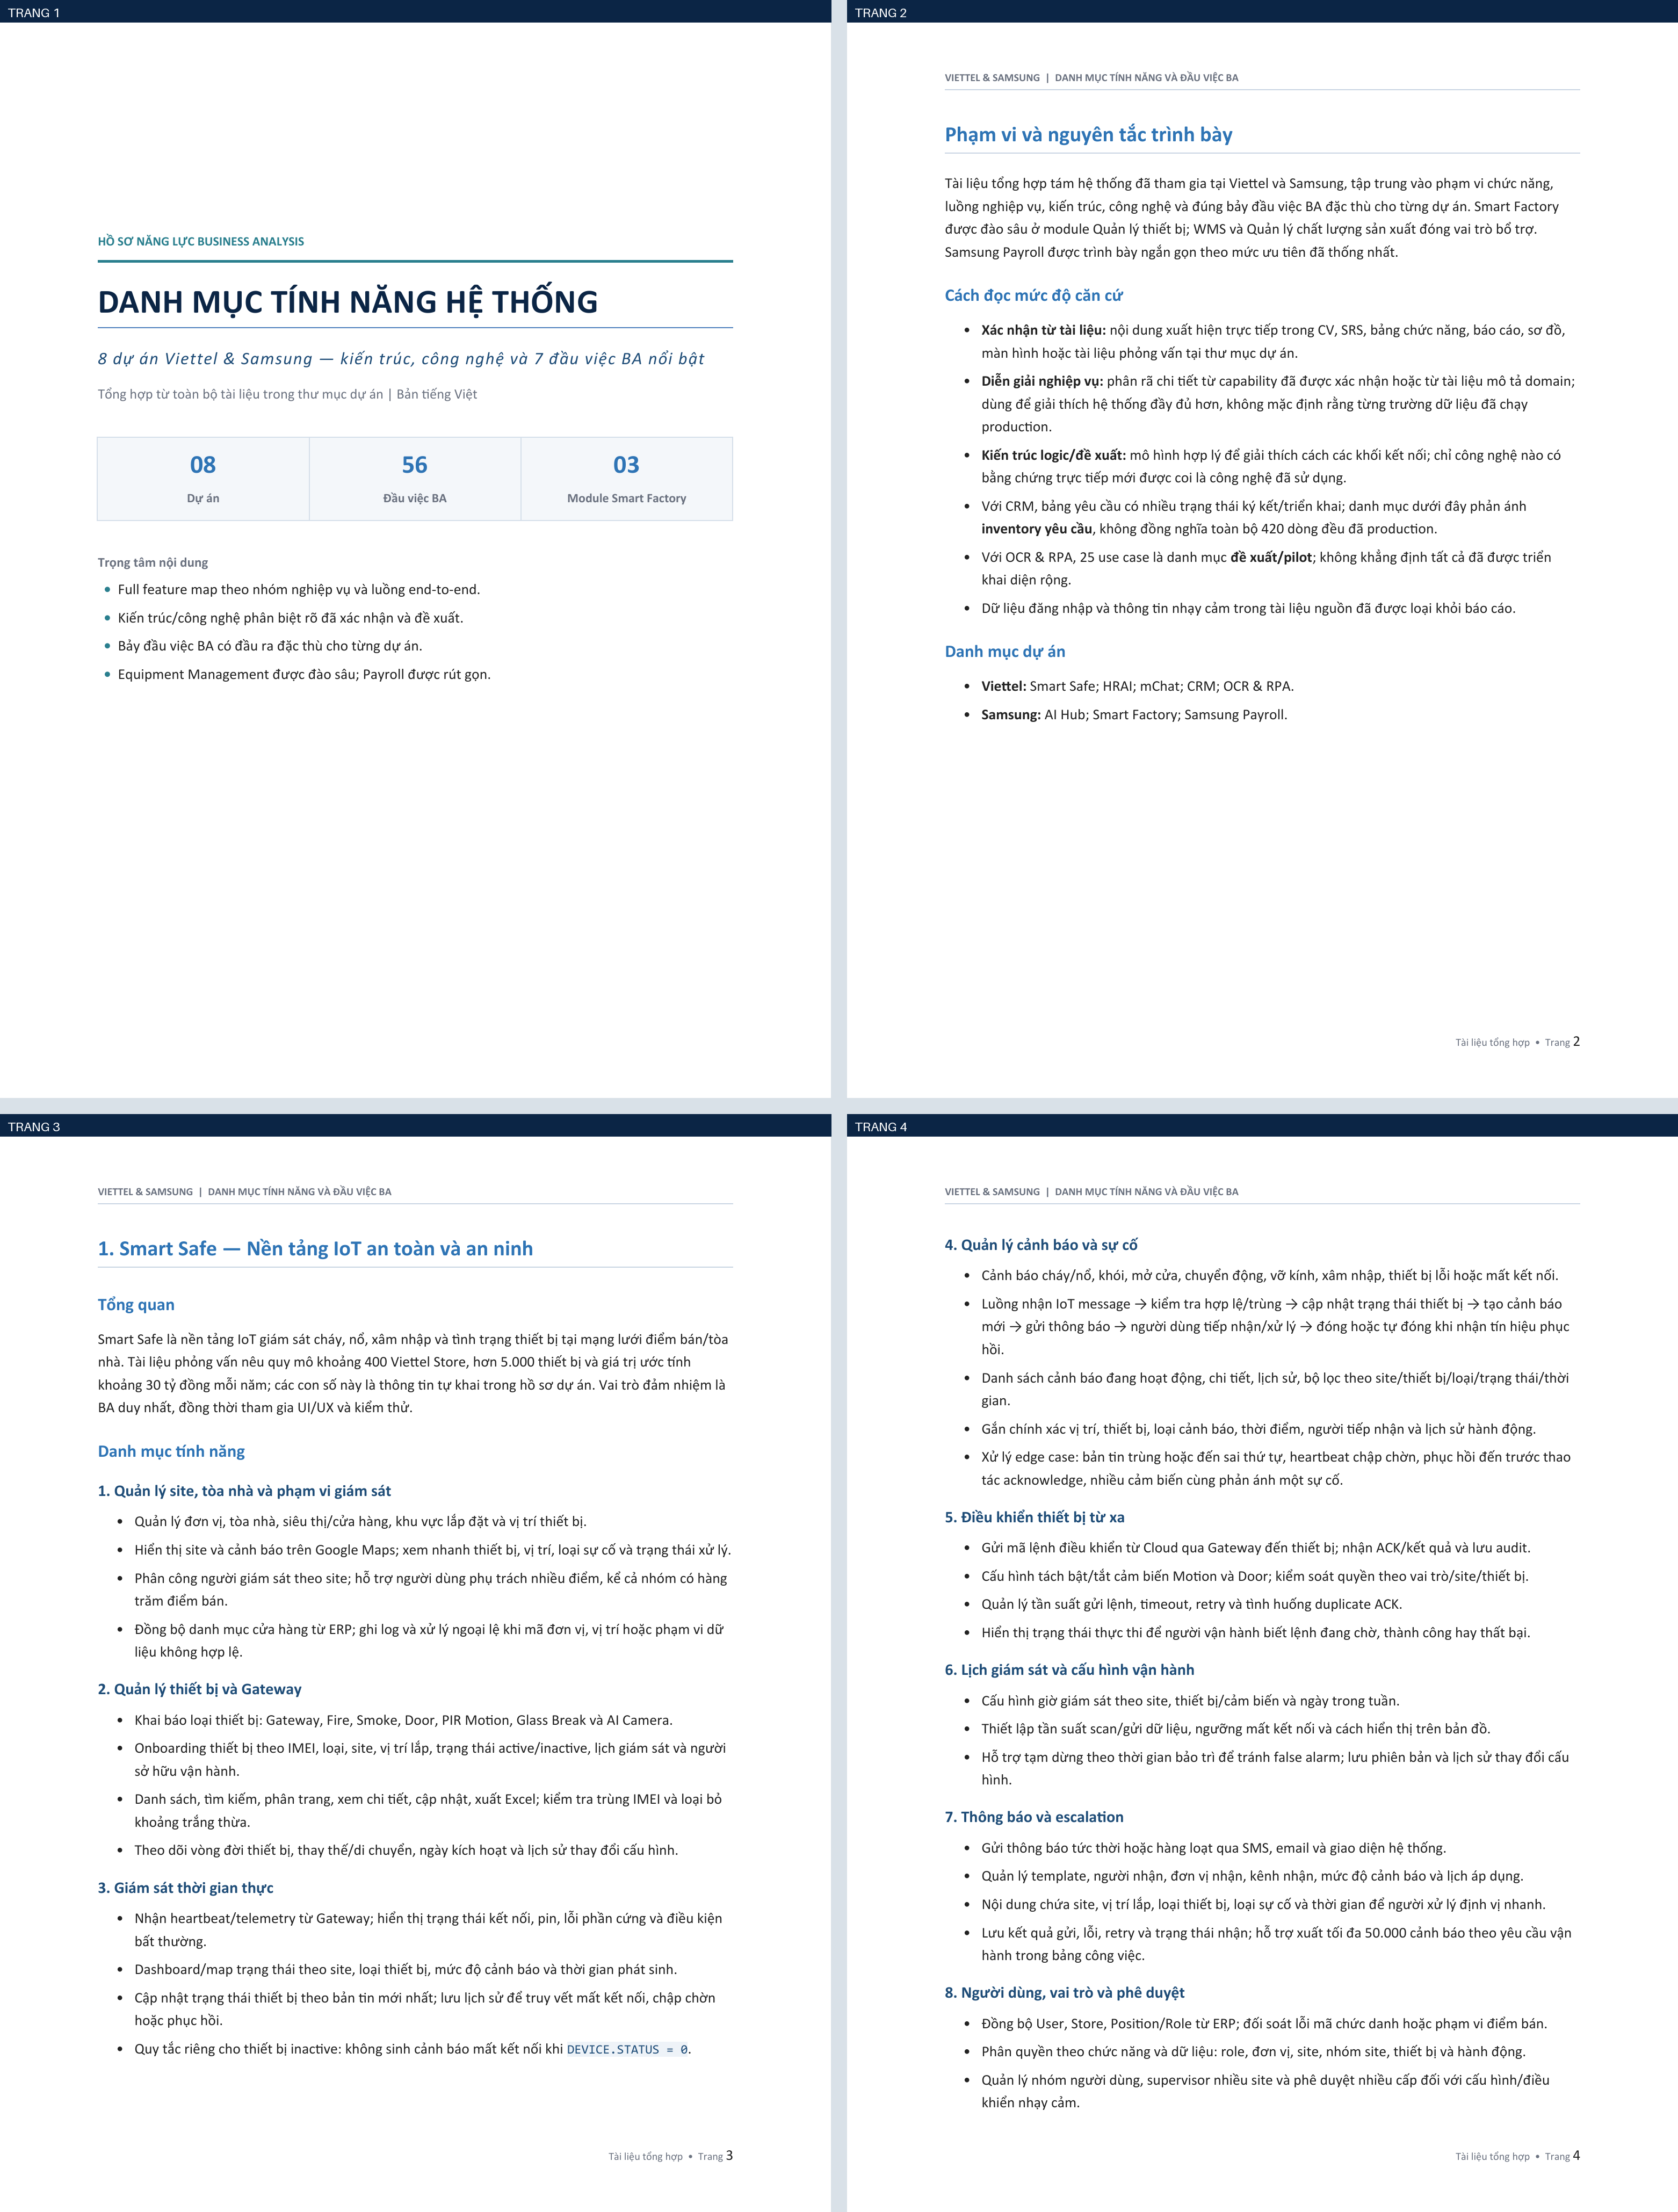 TRANG 1
HỒ SƠ NĂNG LỰC BUSINESS ANALYSIS
DANH MỤC TÍNH NĂNG HỆ THỐNG
8 dự án Viettel & Samsung — kiến trúc, công nghệ và 7 đầu việc BA nổi bật
Tổng hợp từ toàn bộ tài liệu trong thư mục dự án | Bản tiếng Việt
08
Dự án
56
Đầu việc BA
03
Module Smart Factory
Trọng tâm nội dung
• Full feature map theo nhóm nghiệp vụ và luồng end-to-end.
• Kiến trúc/công nghệ phân biệt rõ đã xác nhận và đề xuất.
• Bảy đầu việc BA có đầu ra đặc thù cho từng dự án.
• Equipment Management được đào sâu; Payroll được rút gọn.
TRANG 2
VIETTEL & SAMSUNG | DANH MỤC TÍNH NĂNG VÀ ĐẦU VIỆC BA
Phạm vi và nguyên tắc trình bày
Tài liệu tổng hợp tám hệ thống đã tham gia tại Viettel và Samsung, tập trung vào phạm vi chức năng,
luồng nghiệp vụ, kiến trúc, công nghệ và đúng bảy đầu việc BA đặc thù cho từng dự án. Smart Factory
được đào sâu ở module Quản lý thiết bị; WMS và Quản lý chất lượng sản xuất đóng vai trò bổ trợ.
Samsung Payroll được trình bày ngắn gọn theo mức ưu tiên đã thống nhất.
Cách đọc mức độ căn cứ
• Xác nhận từ tài liệu: nội dung xuất hiện trực tiếp trong CV, SRS, bảng chức năng, báo cáo, sơ đồ,
màn hình hoặc tài liệu phỏng vấn tại thư mục dự án.
• Diễn giải nghiệp vụ: phân rã chi tiết từ capability đã được xác nhận hoặc từ tài liệu mô tả domain;
dùng để giải thích hệ thống đầy đủ hơn, không mặc định rằng từng trường dữ liệu đã chạy
production.
• Kiến trúc logic/đề xuất: mô hình hợp lý để giải thích cách các khối kết nối; chỉ công nghệ nào có
bằng chứng trực tiếp mới được coi là công nghệ đã sử dụng.
• Với CRM, bảng yêu cầu có nhiều trạng thái ký kết/triển khai; danh mục dưới đây phản ánh
inventory yêu cầu, không đồng nghĩa toàn bộ 420 dòng đều đã production.
• Với OCR & RPA, 25 use case là danh mục đề xuất/pilot; không khẳng định tất cả đã được triển
khai diện rộng.
• Dữ liệu đăng nhập và thông tin nhạy cảm trong tài liệu nguồn đã được loại khỏi báo cáo.
Danh mục dự án
• Viettel: Smart Safe; HRAI; mChat; CRM; OCR & RPA.
• Samsung: AI Hub; Smart Factory; Samsung Payroll.
Tài liệu tổng hợp • Trang 2
TRANG 3
VIETTEL & SAMSUNG | DANH MỤC TÍNH NĂNG VÀ ĐẦU VIỆC BA
1. Smart Safe — Nền tảng IoT an toàn và an ninh
Tổng quan
Smart Safe là nền tảng IoT giám sát cháy, nổ, xâm nhập và tình trạng thiết bị tại mạng lưới điểm bán/tòa
nhà. Tài liệu phỏng vấn nêu quy mô khoảng 400 Viettel Store, hơn 5.000 thiết bị và giá trị ước tính
khoảng 30 tỷ đồng mỗi năm; các con số này là thông tin tự khai trong hồ sơ dự án. Vai trò đảm nhiệm là
BA duy nhất, đồng thời tham gia UI/UX và kiểm thử.
Danh mục tính năng
1. Quản lý site, tòa nhà và phạm vi giám sát
• Quản lý đơn vị, tòa nhà, siêu thị/cửa hàng, khu vực lắp đặt và vị trí thiết bị.
• Hiển thị site và cảnh báo trên Google Maps; xem nhanh thiết bị, vị trí, loại sự cố và trạng thái xử lý.
• Phân công người giám sát theo site; hỗ trợ người dùng phụ trách nhiều điểm, kể cả nhóm có hàng
trăm điểm bán.
• Đồng bộ danh mục cửa hàng từ ERP; ghi log và xử lý ngoại lệ khi mã đơn vị, vị trí hoặc phạm vi dữ
liệu không hợp lệ.
2. Quản lý thiết bị và Gateway
• Khai báo loại thiết bị: Gateway, Fire, Smoke, Door, PIR Motion, Glass Break và AI Camera.
• Onboarding thiết bị theo IMEI, loại, site, vị trí lắp, trạng thái active/inactive, lịch giám sát và người
sở hữu vận hành.
• Danh sách, tìm kiếm, phân trang, xem chi tiết, cập nhật, xuất Excel; kiểm tra trùng IMEI và loại bỏ
khoảng trắng thừa.
• Theo dõi vòng đời thiết bị, thay thế/di chuyển, ngày kích hoạt và lịch sử thay đổi cấu hình.
3. Giám sát thời gian thực
• Nhận heartbeat/telemetry từ Gateway; hiển thị trạng thái kết nối, pin, lỗi phần cứng và điều kiện
bất thường.
• Dashboard/map trạng thái theo site, loại thiết bị, mức độ cảnh báo và thời gian phát sinh.
• Cập nhật trạng thái thiết bị theo bản tin mới nhất; lưu lịch sử để truy vết mất kết nối, chập chờn
hoặc phục hồi.
• Quy tắc riêng cho thiết bị inactive: không sinh cảnh báo mất kết nối khi DEVICE.STATUS = 0.
Tài liệu tổng hợp • Trang 3
TRANG 4
VIETTEL & SAMSUNG | DANH MỤC TÍNH NĂNG VÀ ĐẦU VIỆC BA
4. Quản lý cảnh báo và sự cố
• Cảnh báo cháy/nổ, khói, mở cửa, chuyển động, vỡ kính, xâm nhập, thiết bị lỗi hoặc mất kết nối.
• Luồng nhận IoT message → kiểm tra hợp lệ/trùng → cập nhật trạng thái thiết bị → tạo cảnh báo
mới → gửi thông báo → người dùng tiếp nhận/xử lý → đóng hoặc tự đóng khi nhận tín hiệu phục
hồi.
• Danh sách cảnh báo đang hoạt động, chi tiết, lịch sử, bộ lọc theo site/thiết bị/loại/trạng thái/thời
gian.
• Gắn chính xác vị trí, thiết bị, loại cảnh báo, thời điểm, người tiếp nhận và lịch sử hành động.
• Xử lý edge case: bản tin trùng hoặc đến sai thứ tự, heartbeat chập chờn, phục hồi đến trước thao
tác acknowledge, nhiều cảm biến cùng phản ánh một sự cố.
5. Điều khiển thiết bị từ xa
• Gửi mã lệnh điều khiển từ Cloud qua Gateway đến thiết bị; nhận ACK/kết quả và lưu audit.
• Cấu hình tách bật/tắt cảm biến Motion và Door; kiểm soát quyền theo vai trò/site/thiết bị.
• Quản lý tần suất gửi lệnh, timeout, retry và tình huống duplicate ACK.
• Hiển thị trạng thái thực thi để người vận hành biết lệnh đang chờ, thành công hay thất bại.
6. Lịch giám sát và cấu hình vận hành
• Cấu hình giờ giám sát theo site, thiết bị/cảm biến và ngày trong tuần.
• Thiết lập tần suất scan/gửi dữ liệu, ngưỡng mất kết nối và cách hiển thị trên bản đồ.
• Hỗ trợ tạm dừng theo thời gian bảo trì để tránh false alarm; lưu phiên bản và lịch sử thay đổi cấu
hình.
7. Thông báo và escalation
• Gửi thông báo tức thời hoặc hàng loạt qua SMS, email và giao diện hệ thống.
• Quản lý template, người nhận, đơn vị nhận, kênh nhận, mức độ cảnh báo và lịch áp dụng.
• Nội dung chứa site, vị trí lắp, loại thiết bị, loại sự cố và thời gian để người xử lý định vị nhanh.
• Lưu kết quả gửi, lỗi, retry và trạng thái nhận; hỗ trợ xuất tối đa 50.000 cảnh báo theo yêu cầu vận
hành trong bảng công việc.
8. Người dùng, vai trò và phê duyệt
• Đồng bộ User, Store, Position/Role từ ERP; đối soát lỗi mã chức danh hoặc phạm vi điểm bán.
• Phân quyền theo chức năng và dữ liệu: role, đơn vị, site, nhóm site, thiết bị và hành động.
• Quản lý nhóm người dùng, supervisor nhiều site và phê duyệt nhiều cấp đối với cấu hình/điều
khiển nhạy cảm.
Tài liệu tổng hợp • Trang 4